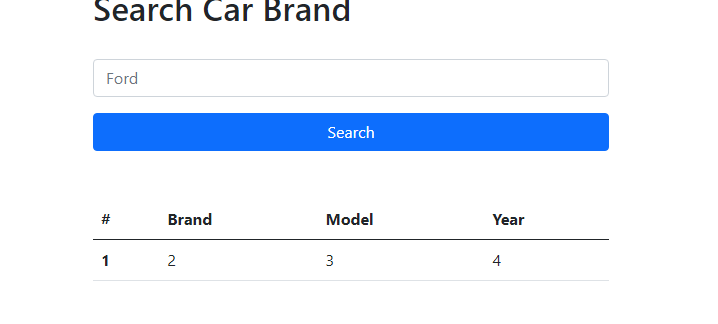 Search Car Brand
Ford
Search
# Brand Model Year
1 2 3 4